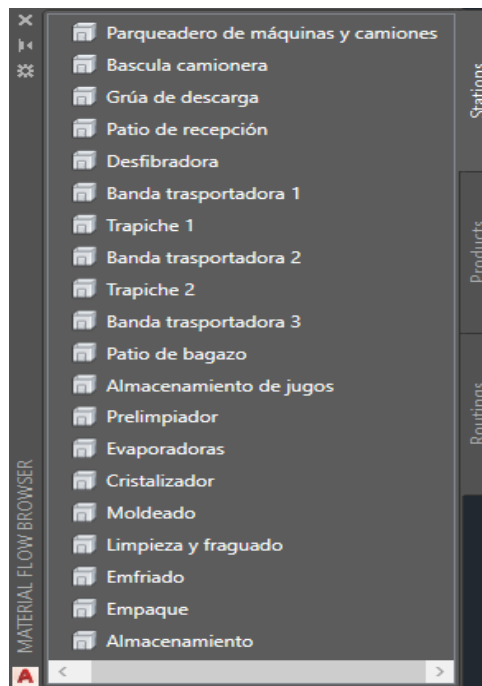 Parqueadero de máquinas y camiones
Bascula camionera
Grúa de descarga
Patio de recepción
Desfibradora
Banda trasportadora 1
Trapiche 1
Banda trasportadora 2
Trapiche 2
Banda trasportadora 3
Patio de bagazo
Almacenamiento de jugos
Prelimpiador
Evaporadoras
Cristalizador
Moldeado
Limpieza y fraguado
Emfriado
Empaque
Almacenamiento
MATERIAL FLOW BROWSER
A
Stations
Products
Routings